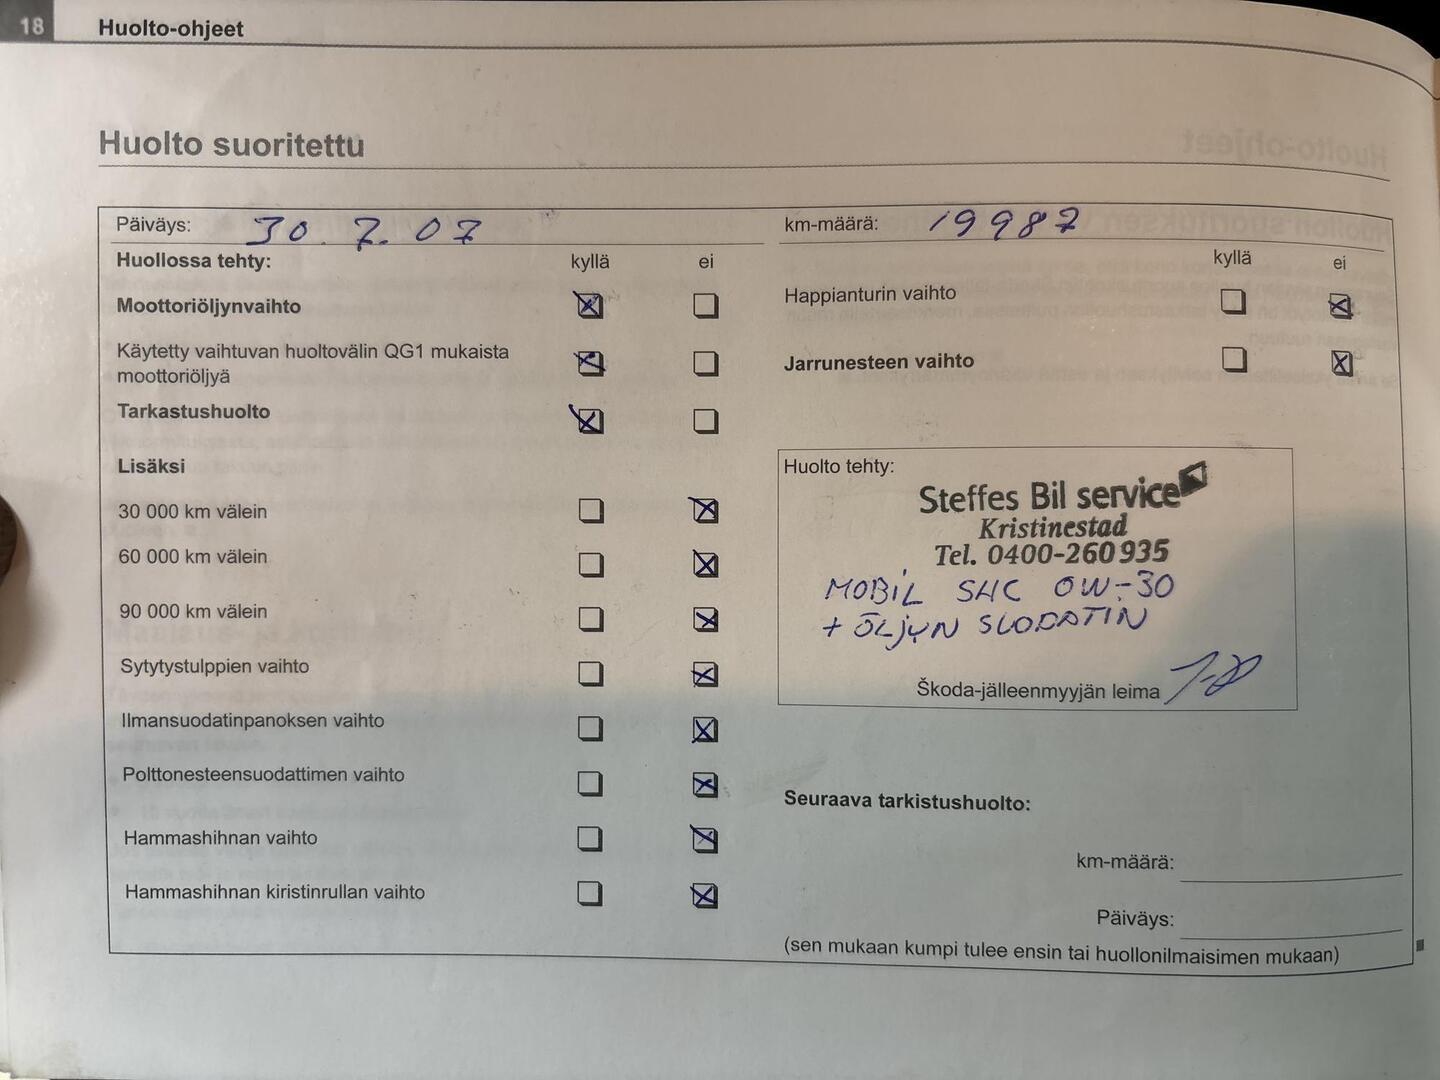 18 Huolto-ohjeet
Huolto suoritettu
Päiväys: 30.7.07
Huollossa tehty: kyllä ei
Moottoriöljynvaihto
Käytetty vaihtuvan huoltovälin QG1 mukaista
moottoriöljyä
Tarkastushuolto
Lisäksi
30 000 km välein
60 000 km välein
90 000 km välein
Sytytystulppien vaihto
Ilmansuodatinpanoksen vaihto
Polttonesteensuodattimen vaihto
Hammashihnan vaihto
Hammashihnan kiristinrullan vaihto
km-määrä: 19987
kyllä ei
Happianturin vaihto
Jarrunesteen vaihto
Huolto tehty:
Steffes Bil service
Kristinestad
Tel. 0400-260935
MOBIL SHC 0W-30
+ ÖLJYN SUODATIN
Škoda-jälleenmyyjän leima
Seuraava tarkistushuolto:
km-määrä:
Päiväys:
(sen mukaan kumpi tulee ensin tai huollonilmaisimen mukaan)